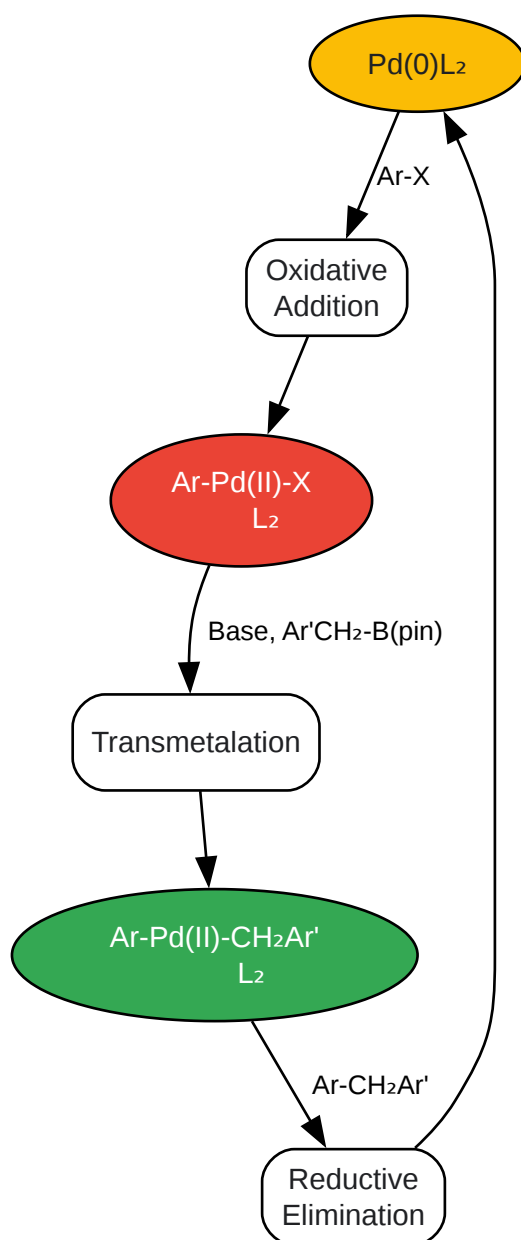 Pd(0)L₂
Ar-X
Oxidative
Addition
Ar-Pd(II)-X
L₂
Base, Ar'CH₂-B(pin)
Transmetalation
Ar-Pd(II)-CH₂Ar'
L₂
Ar-CH₂Ar'
Reductive
Elimination